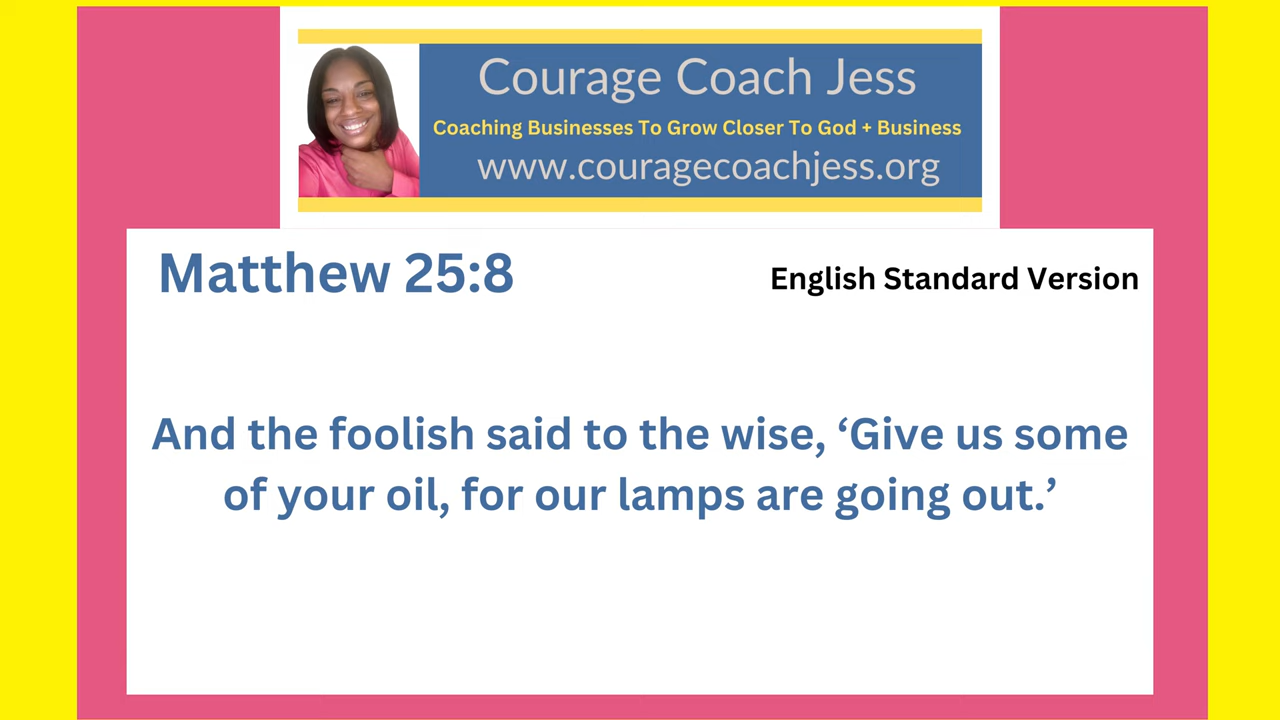 Courage Coach Jess
Coaching Businesses To Grow Closer To God + Business
www.couragecoachjess.org
Matthew 25:8
English Standard Version
And the foolish said to the wise, ‘Give us some
of your oil, for our lamps are going out.’